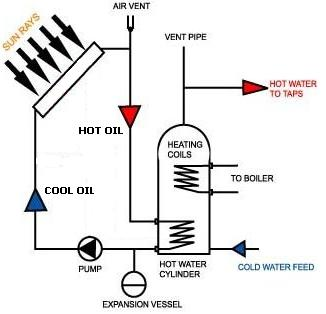 AIR VENT
SUN RAYS
VENT PIPE
HOT WATER
TO TAPS
HOT OIL
HEATING
COILS
TO BOILER
COOL OIL
PUMP
HOT WATER
CYLINDER
COLD WATER FEED
EXPANSION VESSEL